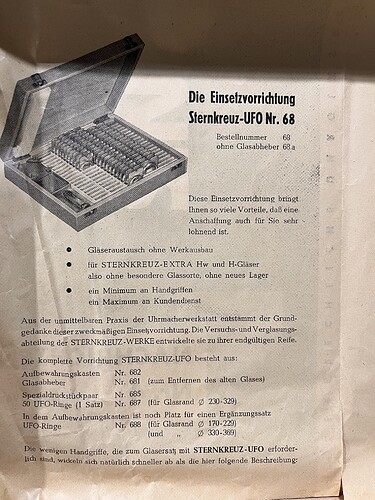 Die Einsetzvorrichtung
Sternkreuz-UFO Nr. 68
Bestellnummer 68
ohne Glasabheber 68a
Diese Einsetzvorrichtung bringt
Ihnen so viele Vorteile, daß eine
Anschaffung auch für Sie sehr
lohnend ist.
● Gläseraustausch ohne Werkausbau
● für STERNKREUZ-EXTRA Hw und H-Gläser
also ohne besondere Glassorte, ohne neues Lager
● ein Minimum an Handgriffen
ein Maximum an Kundendienst
Aus der unmittelbaren Praxis der Uhrmacherwerkstatt entstammt der Grund-
gedanke dieser zweckmäßigen Einsetzvorrichtung. Die Versuchs- und Verglasungs-
abteilung der STERNKREUZ-WERKE entwickelte sie zu ihrer endgültigen Reife.
Die komplette Vorrichtung STERNKREUZ-UFO besteht aus:
Aufbewahrungskasten Nr. 682
Glasabheber Nr. 681 (zum Entfernen des alten Glases)
Spezialdruckstückpaar Nr. 685
50 UFO-Ringe (1 Satz) Nr. 687 (für Glasrand Ø 230-329)
In dem Aufbewahrungskasten ist noch Platz für einen Ergänzungssatz
UFO-Ringe Nr. 688 (für Glasrand Ø 170-229)
(und „ Ø 330-369)
Die wenigen Handgriffe, die zum Glasersatz mit STERNKREUZ-UFO erforder-
lich sind, wickeln sich natürlich schneller ab als die hier folgende Beschreibung: